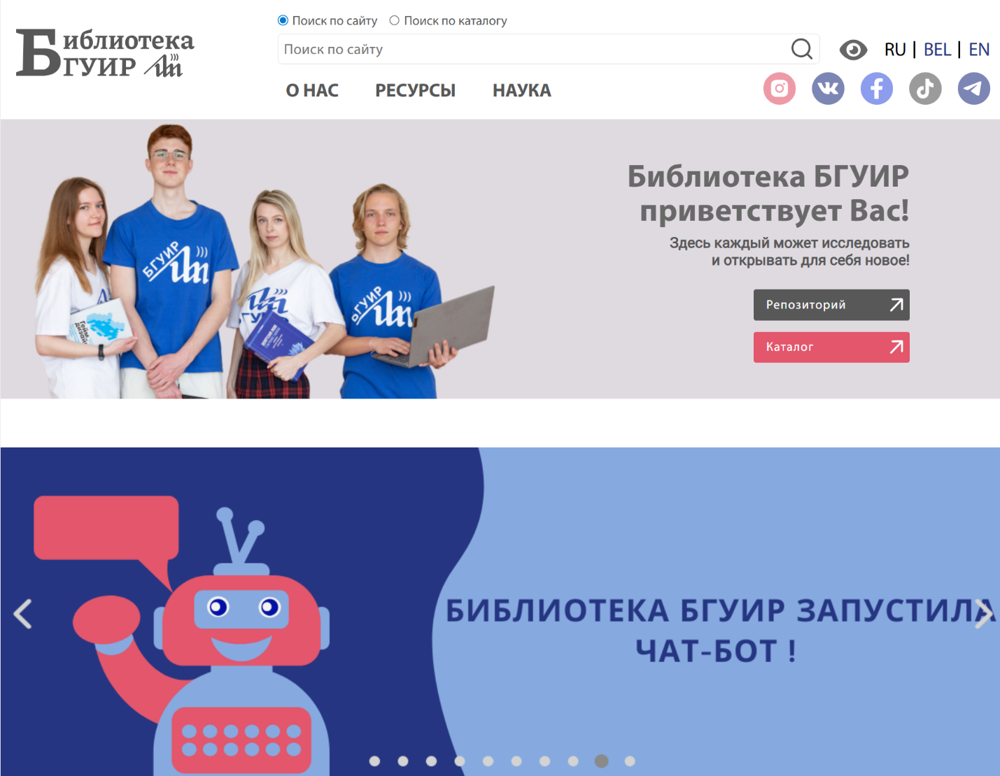 Библиотека
БГУИР
Поиск по сайту
Поиск по каталогу
Поиск по сайту
RU | BEL | EN
О НАС
РЕСУРСЫ
НАУКА
Библиотека БГУИР
приветствует Вас!
Здесь каждый может исследовать
и открывать для себя новое!
Репозиторий
Каталог
БГУИР
БГУИР
Гейм-
дизайн
БИБЛИОТЕКА БГУИР ЗАПУСТИЛА
ЧАТ-БОТ !